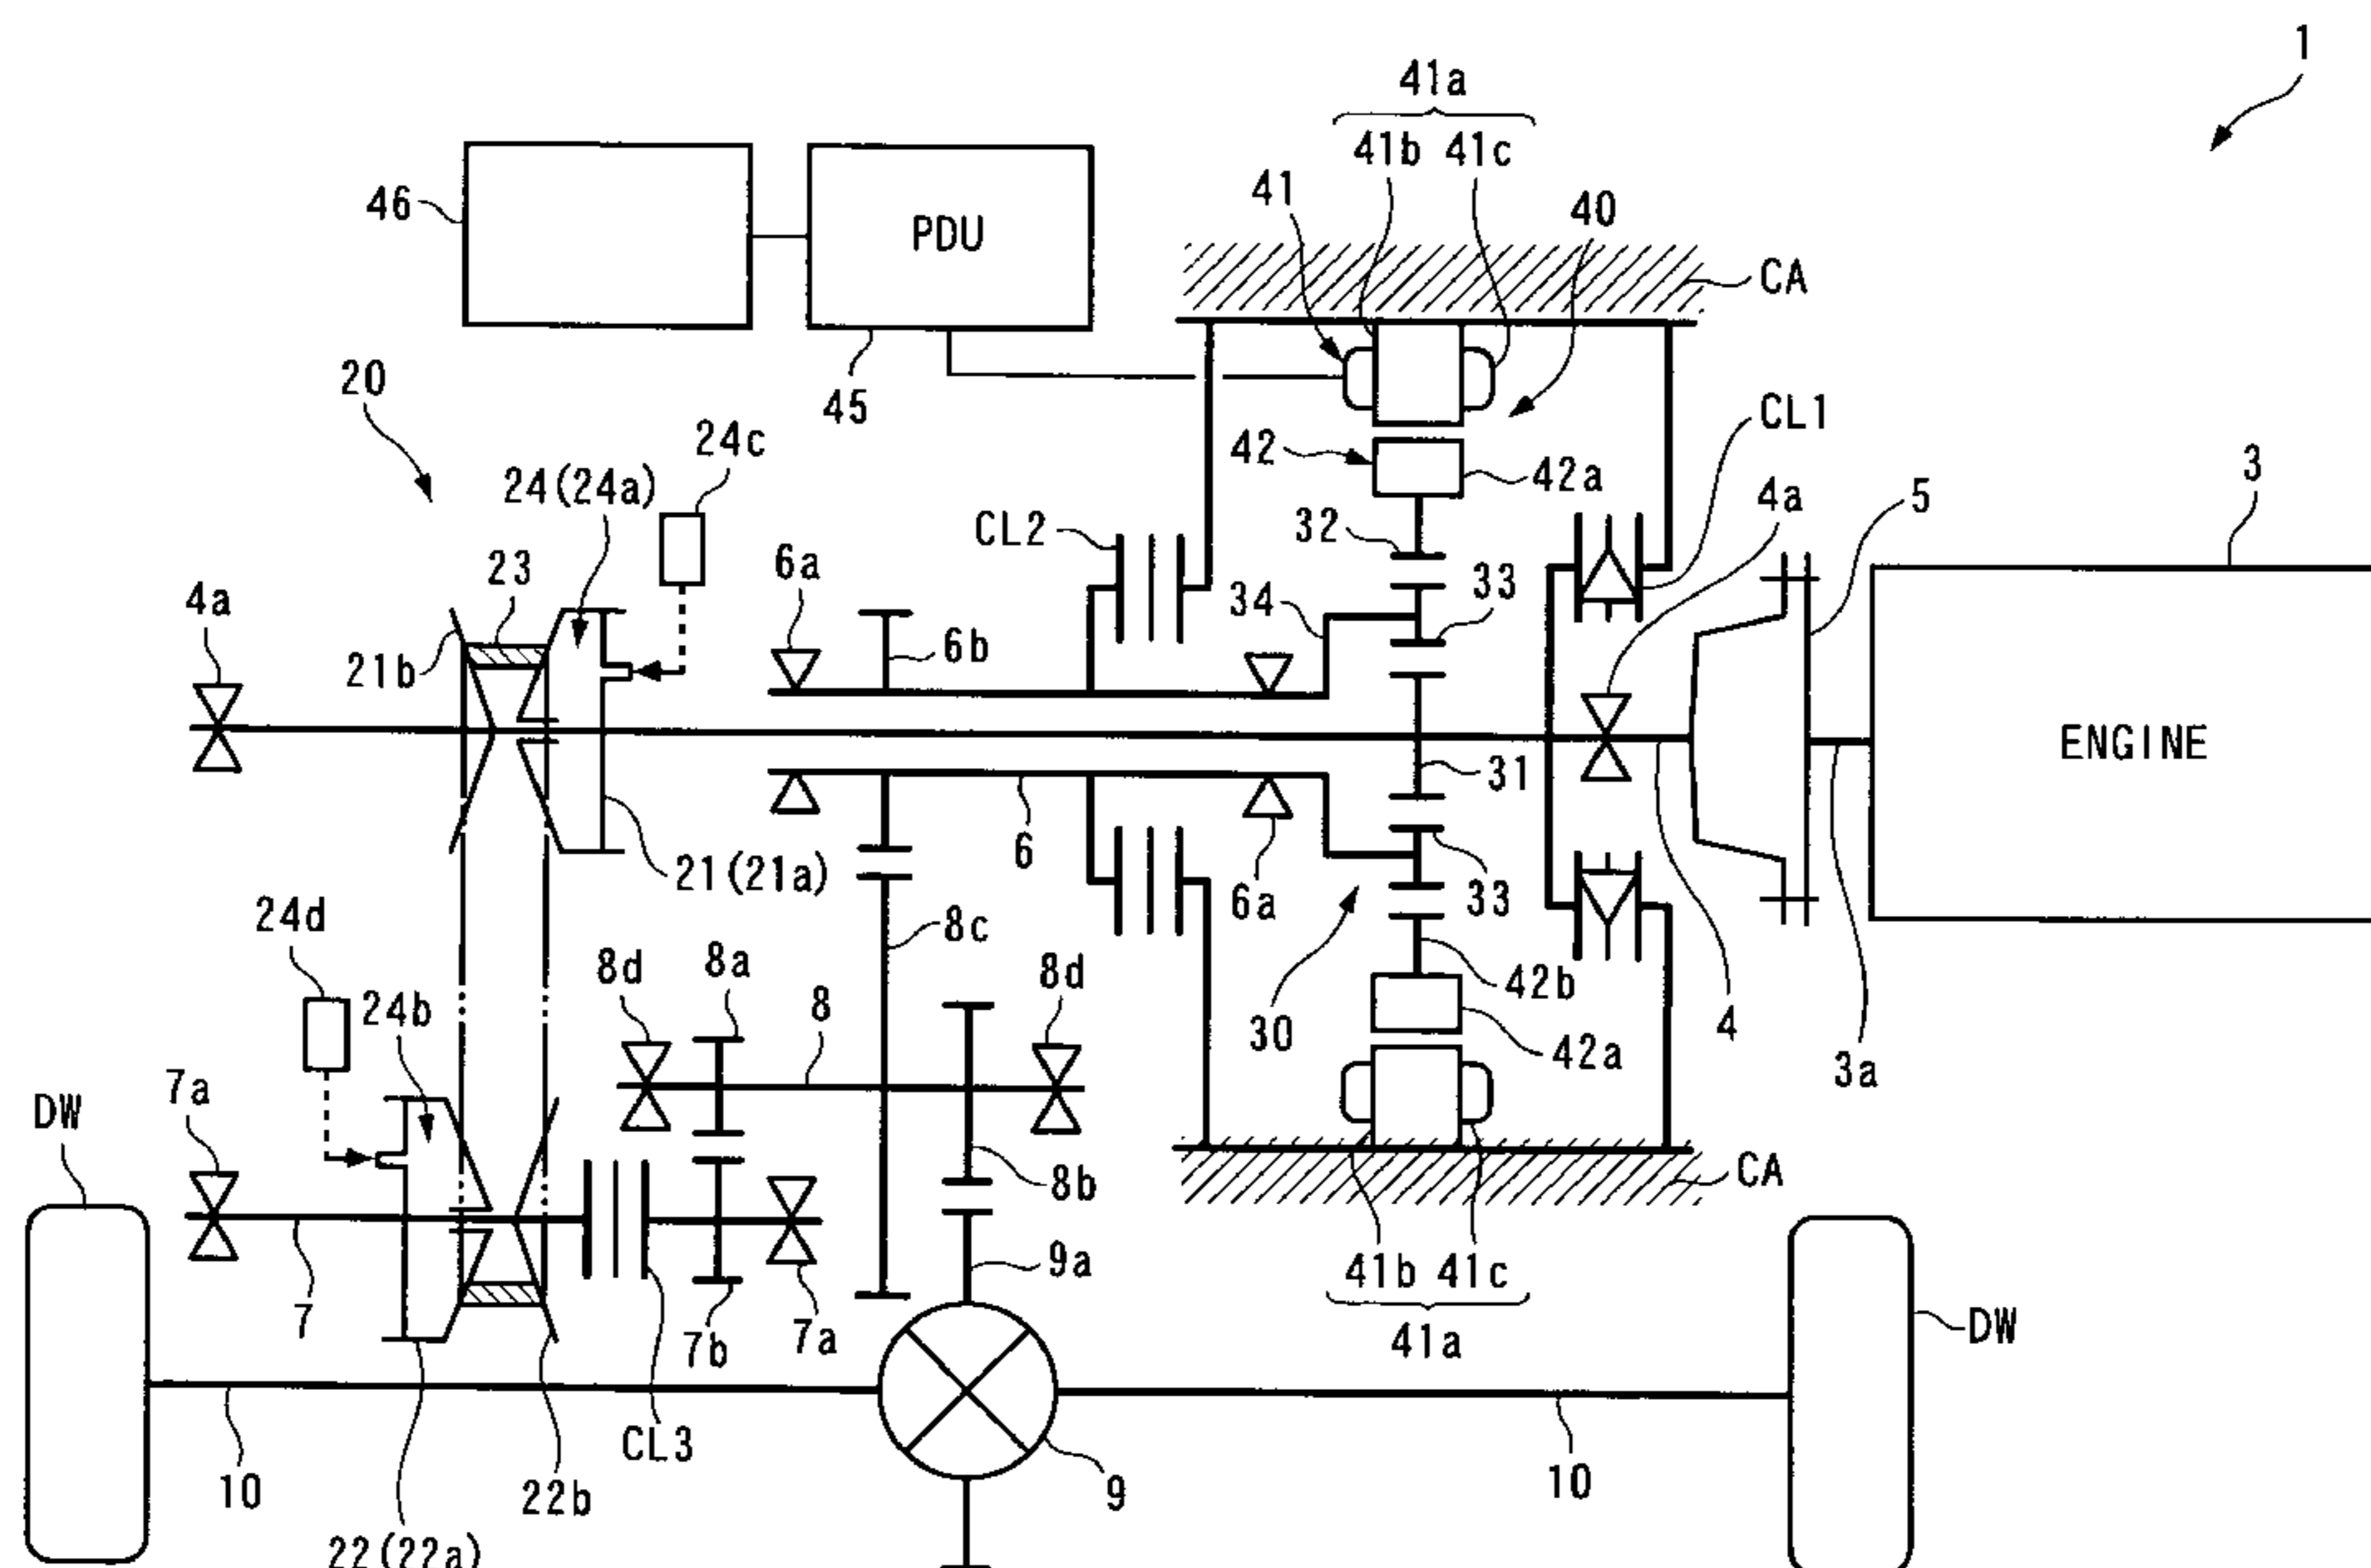 1
41a
41b 41c
46
PDU
41
40
CA
20
45
24c
CL1
24(24a)
42
42a
4a
3
5
CL2
32
23
6a
33
4a
34
21b
6b
31
ENGINE
6
21(21a)
6a
33
24d
8c
8d
8a
8d
42b
24b
8
30
4
42a
3a
7a
DW
8b
CA
9a
41b 41c
7
7b
7a
41a
DW
CL3
10
22b
9
10
22(22a)